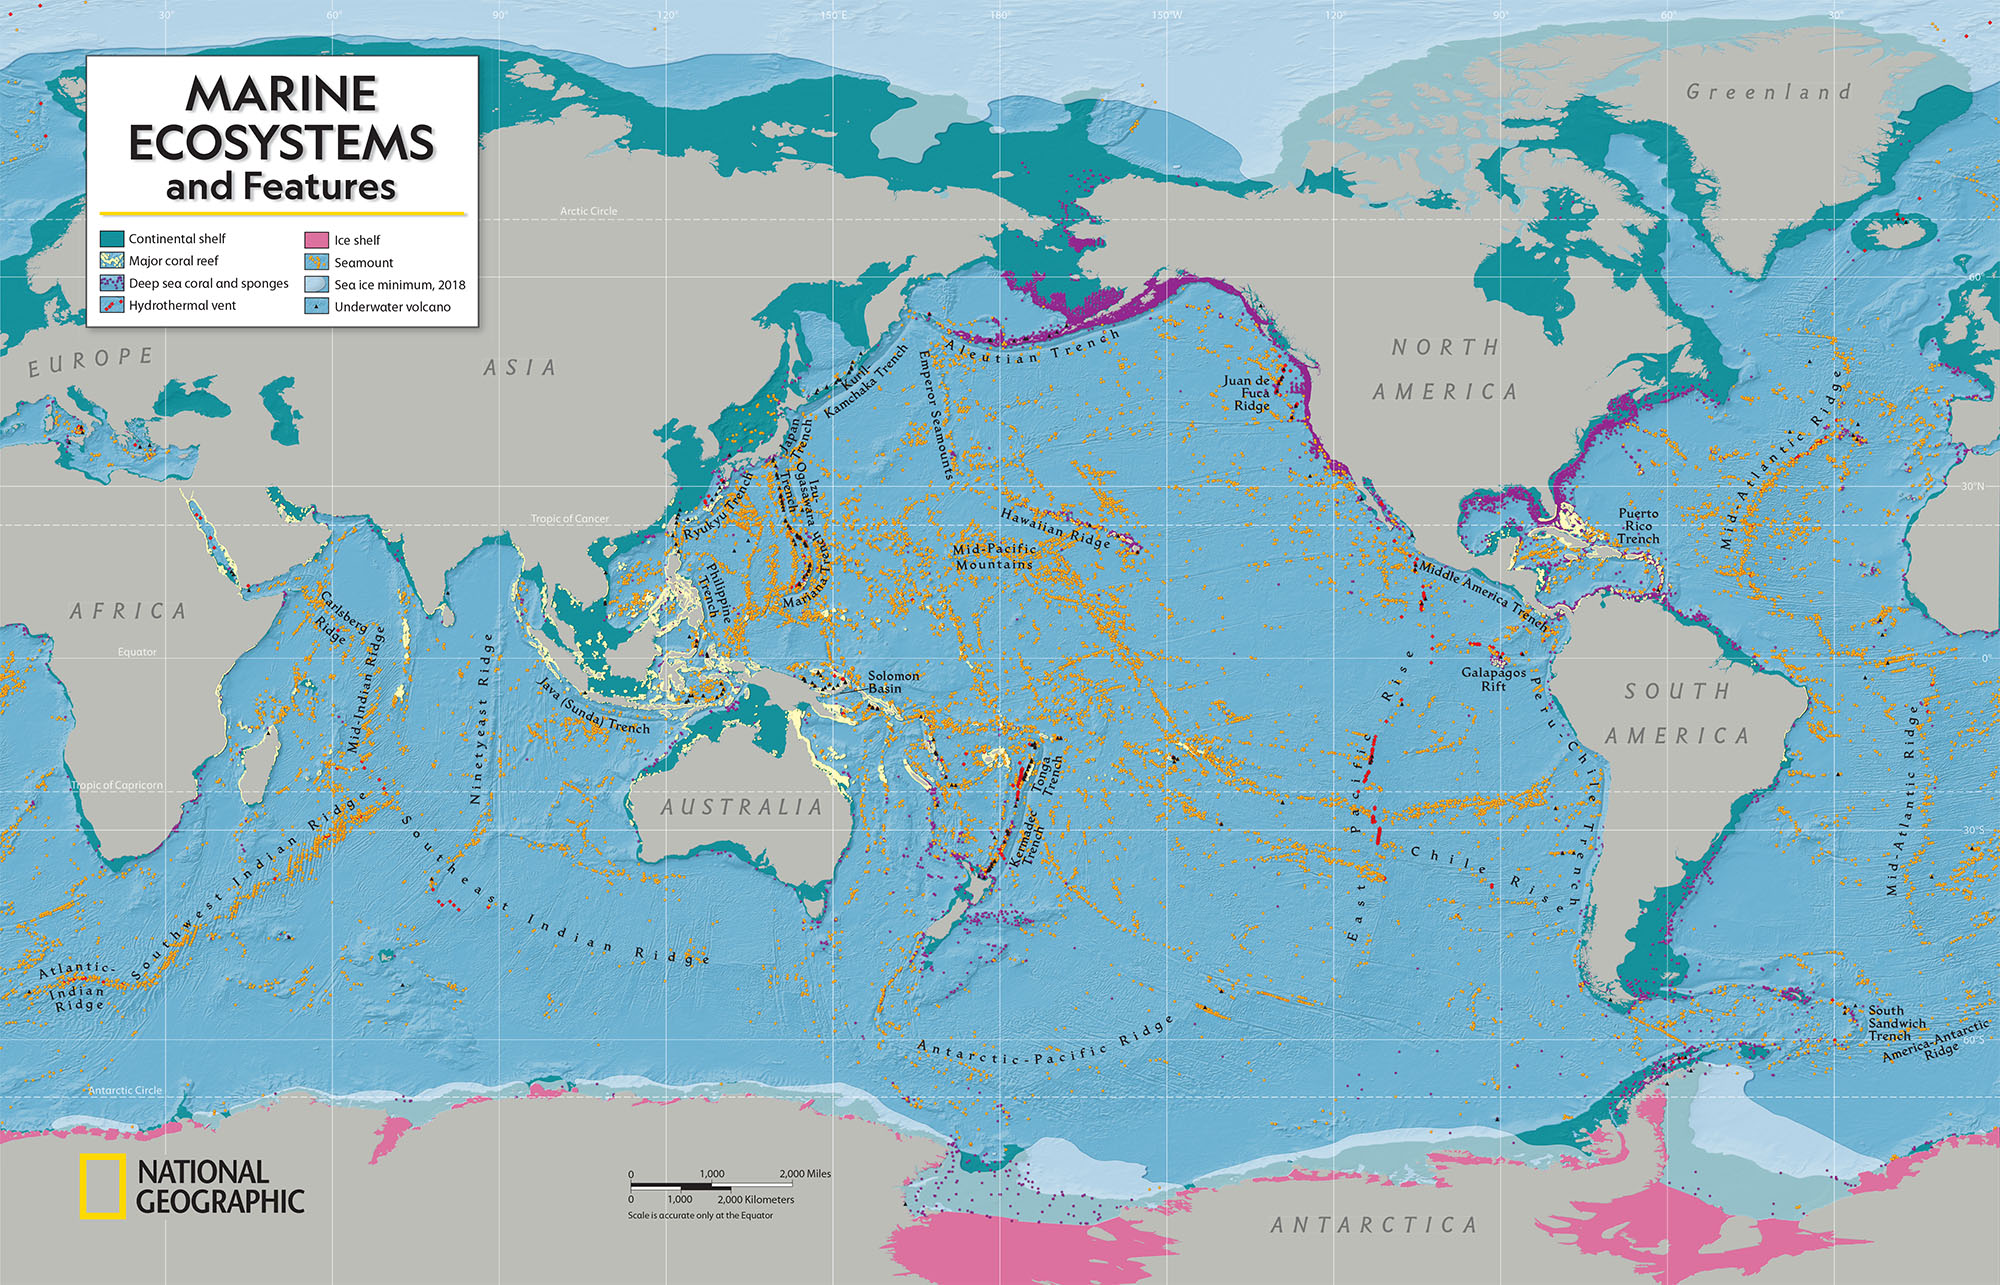 30°
60°
90°
120°
150°E
180°
150°W
120°
90°
60°
30°
MARINE
ECOSYSTEMS
and Features
Continental shelf
Major coral reef
Deep sea coral and sponges
Hydrothermal vent
Ice shelf
Seamount
Sea ice minimum, 2018
Underwater volcano
Greenland
Arctic Circle
60°
EUROPE
ASIA
NORTH
AMERICA
Aleutian Trench
Kuril
Kamchaka Trench
Emperor Seamounts
Juan de
Fuca
Ridge
Mid-Atlantic Ridge
Japan
Trench
Izu-
Ogasawara
Trench
Ryukyu Trench
30°N
Tropic of Cancer
Hawaiian Ridge
Mid-Pacific
Mountains
Puerto
Rico
Trench
Mariana Trench
Philippine
Trench
Middle America Trench
AFRICA
Carlsberg
Ridge
Mid-Indian Ridge
Ninetyeast Ridge
Equator
0°
Java (Sunda) Trench
Solomon
Basin
Galapagos
Rift
SOUTH
AMERICA
East Pacific Rise
Peru-Chile Trench
Mid-Atlantic Ridge
Tropic of Capricorn
AUSTRALIA
Tonga
Trench
Kermadec
Trench
30°S
Chile Rise
Southwest Indian Ridge
Southeast Indian Ridge
Atlantic-
Indian
Ridge
Antarctic-Pacific Ridge
South
Sandwich
Trench
America-Antarctic
Ridge
60°S
Antarctic Circle
NATIONAL
GEOGRAPHIC
0 1,000 2,000 Miles
0 1,000 2,000 Kilometers
Scale is accurate only at the Equator
ANTARCTICA